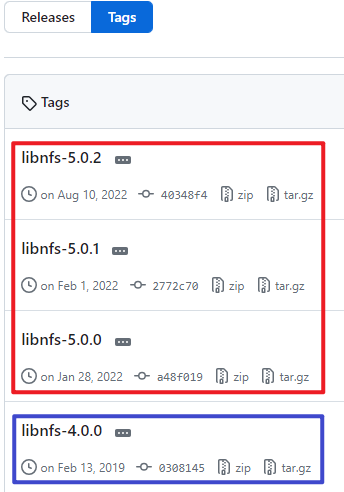 Releases Tags
Tags
libnfs-5.0.2
on Aug 10, 2022 40348f4 zip tar.gz
libnfs-5.0.1
on Feb 1, 2022 2772c70 zip tar.gz
libnfs-5.0.0
on Jan 28, 2022 a48f019 zip tar.gz
libnfs-4.0.0
on Feb 13, 2019 0308145 zip tar.gz